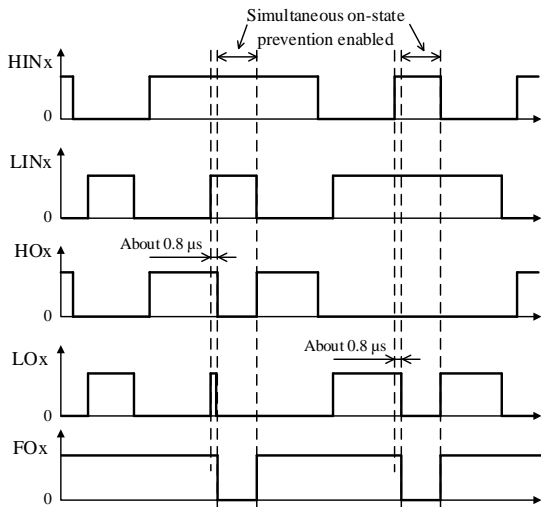 Simultaneous on-state
prevention enabled
HINx
0
LINx
0
About 0.8 µs
HOx
0
About 0.8 µs
LOx
0
FOx
0